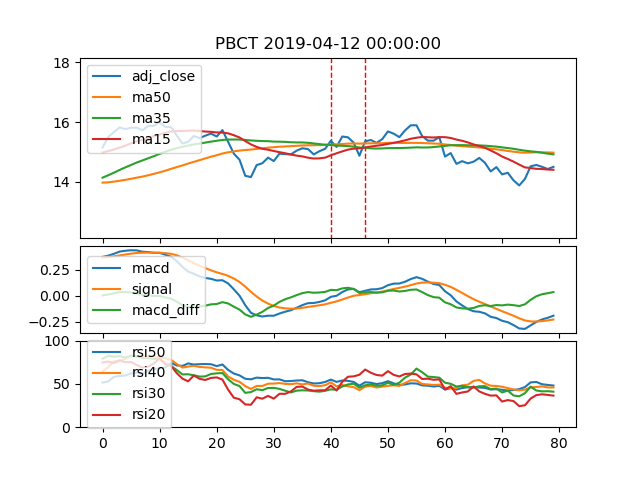 PBCT 2019-04-12 00:00:00
18
16
14
adj_close
ma50
ma35
ma15
0.25
0.00
−0.25
macd
signal
macd_diff
100
50
0
rsi50
rsi40
rsi30
rsi20
0 10 20 30 40 50 60 70 80